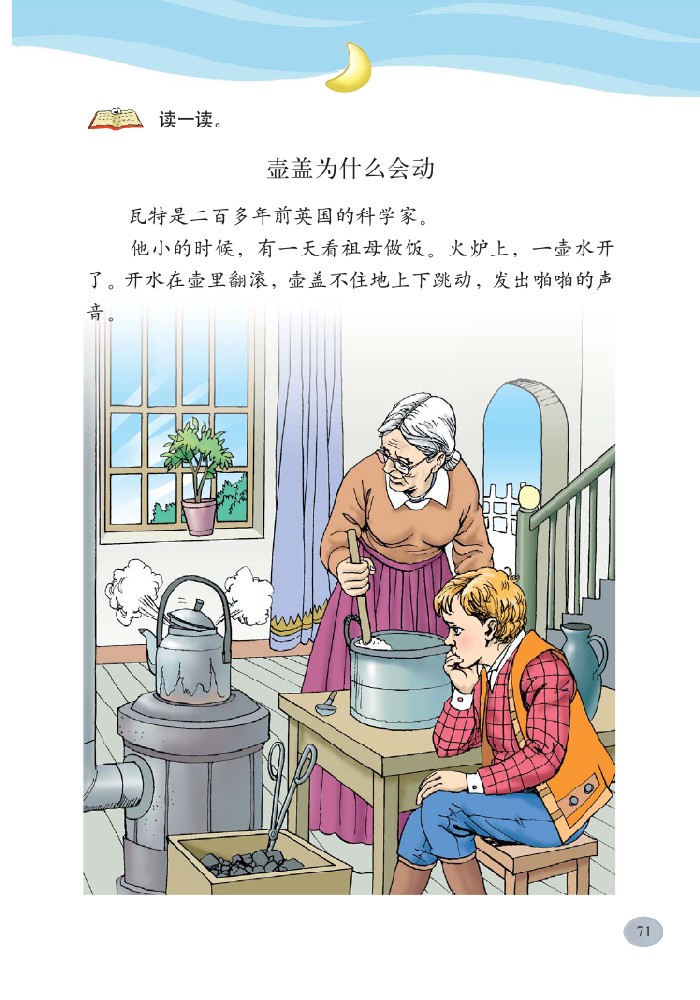 读一读。
壶盖为什么会动
瓦特是二百多年前英国的科学家。
他小的时候，有一天看祖母做饭。火炉上，一壶水开
了。开水在壶里翻滚，壶盖不住地上下跳动，发出啪啪的声
音。
71